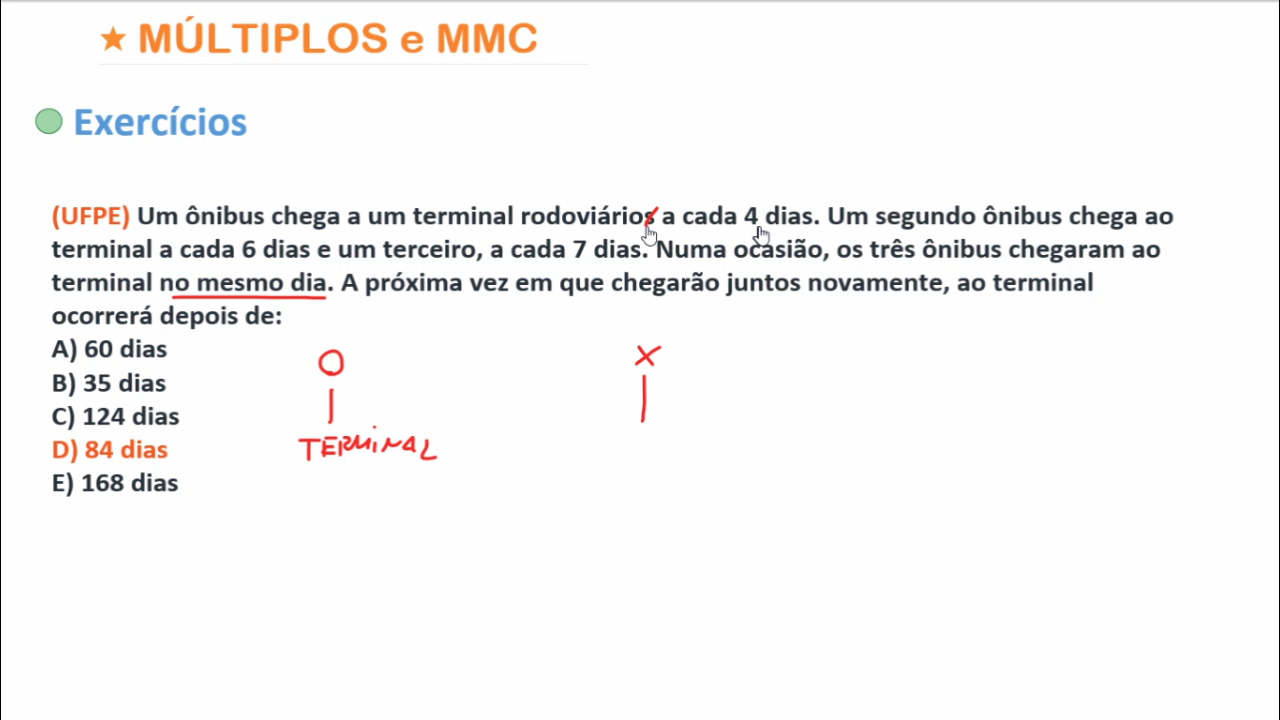 ★ MÚLTIPLOS e MMC
Exercícios
(UFPE) Um ônibus chega a um terminal rodoviários a cada 4 dias. Um segundo ônibus chega ao
terminal a cada 6 dias e um terceiro, a cada 7 dias. Numa ocasião, os três ônibus chegaram ao
terminal no mesmo dia. A próxima vez em que chegarão juntos novamente, ao terminal
ocorrerá depois de:
A) 60 dias
B) 35 dias
C) 124 dias
D) 84 dias
E) 168 dias
O
X
TERMINAL